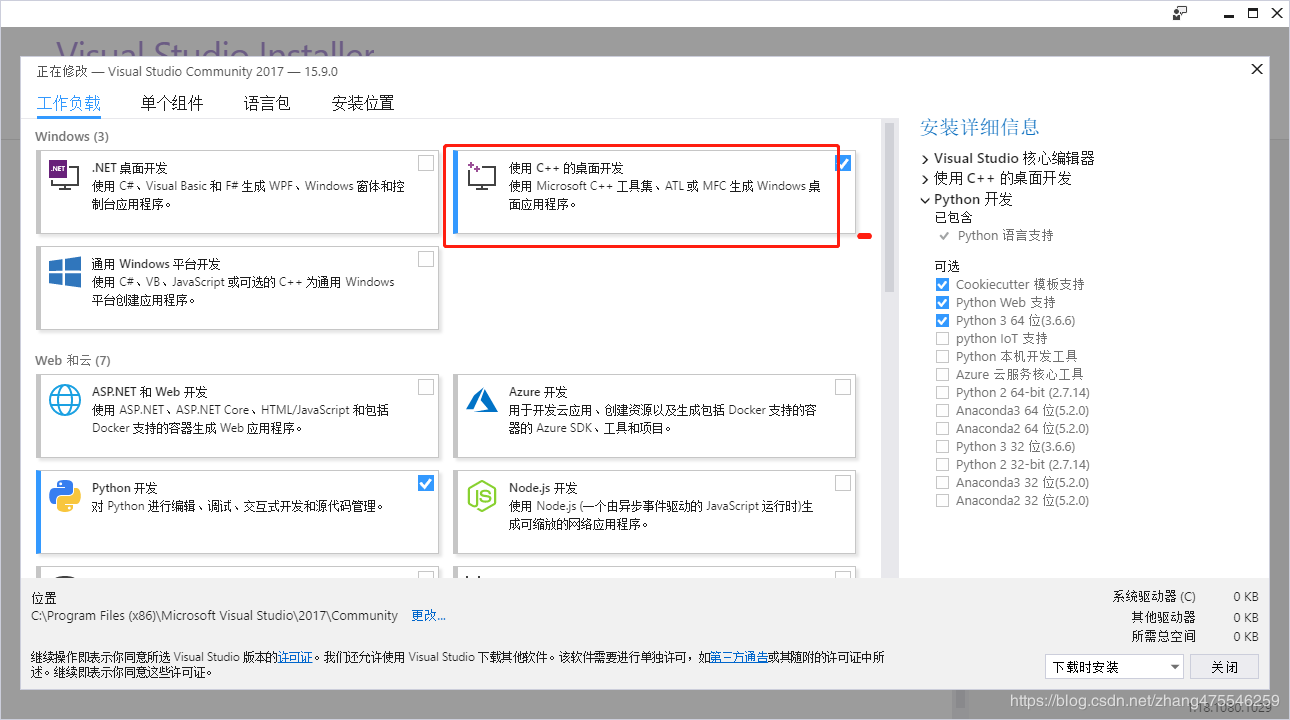 Visual Studio Installer
正在修改 — Visual Studio Community 2017 — 15.9.0
工作负载 单个组件 语言包 安装位置
Windows (3)
.NET
.NET 桌面开发
使用 C#、Visual Basic 和 F# 生成 WPF、Windows 窗体和控
制台应用程序。
使用 C++ 的桌面开发
使用 Microsoft C++ 工具集、ATL 或 MFC 生成 Windows 桌
面应用程序。
通用 Windows 平台开发
使用 C#、VB、JavaScript 或可选的 C++ 为通用 Windows
平台创建应用程序。
Web 和云 (7)
ASP.NET 和 Web 开发
使用 ASP.NET、ASP.NET Core、HTML/JavaScript 和包括
Docker 支持的容器生成 Web 应用程序。
Azure 开发
用于开发云应用、创建资源以及生成包括 Docker 支持的容
器的 Azure SDK、工具和项目。
Python 开发
对 Python 进行编辑、调试、交互式开发和源代码管理。
JS
Node.js 开发
使用 Node.js (一个由异步事件驱动的 JavaScript 运行时)生
成可缩放的网络应用程序。
安装详细信息
Visual Studio 核心编辑器
使用 C++ 的桌面开发
Python 开发
已包含
Python 语言支持
可选
Cookiecutter 模板支持
Python Web 支持
Python 3 64 位(3.6.6)
python IoT 支持
Python 本机开发工具
Azure 云服务核心工具
Python 2 64-bit (2.7.14)
Anaconda3 64 位(5.2.0)
Anaconda2 64 位(5.2.0)
Python 3 32 位(3.6.6)
Python 2 32-bit (2.7.14)
Anaconda3 32 位(5.2.0)
Anaconda2 32 位(5.2.0)
位置
C:\Program Files (x86)\Microsoft Visual Studio\2017\Community 更改...
继续操作即表示你同意所选 Visual Studio 版本的许可证。我们还允许使用 Visual Studio 下载其他软件。该软件需要进行单独许可，如第三方通告或其随附的许可证中所
述。继续即表示你同意这些许可证。
系统驱动器 (C) 0 KB
其他驱动器 0 KB
所需总空间 0 KB
下载时安装 关闭
https://blog.csdn.net/zhang475546259
1.18.1080.1029